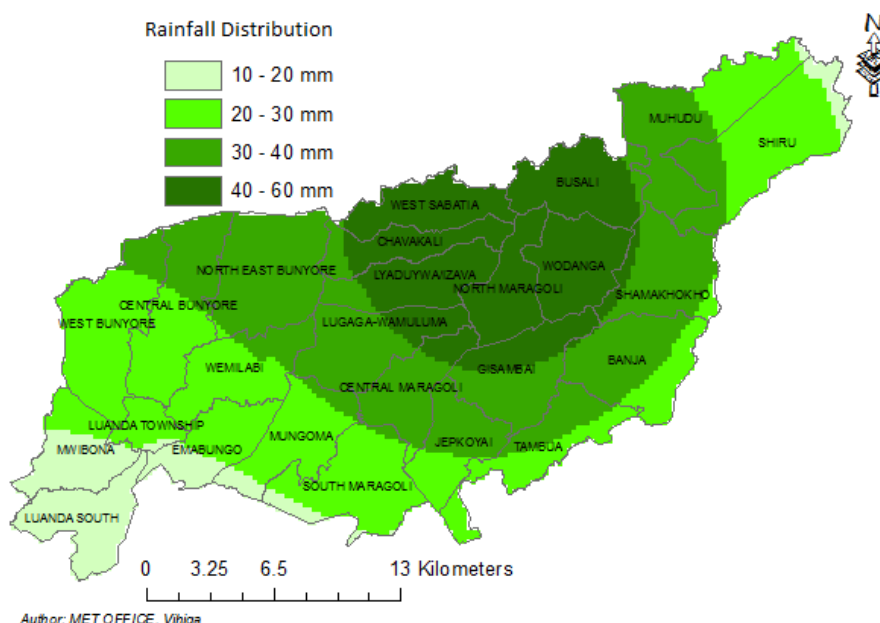 Rainfall Distribution
10 - 20 mm
20 - 30 mm
30 - 40 mm
40 - 60 mm
N
MUHUDU
SHIRU
BUSALI
WEST SABATIA
CHAVAKALI
NORTH EAST BUNYORE
LYADUYWA/IZAVA
WODANGA
NORTH MARAGOLI
SHAMAKHOKHO
CENTRAL BUNYORE
WEST BUNYORE
LUGAGA-WAMULUMA
WEMILABI
GISAMBAI
BANJA
CENTRAL MARAGOLI
LUANDA TOWNSHIP
MUNGOMA
JEPKOYAI
TAMBUA
MWIBONA
EMABUNGO
SOUTH MARAGOLI
LUANDA SOUTH
0 3.25 6.5 13 Kilometers
Author: MET OFFICE, Vihiga